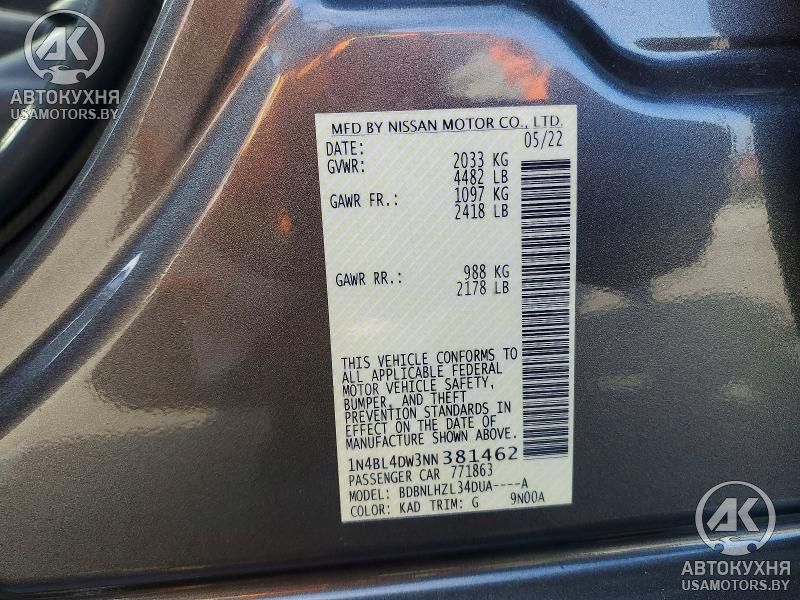 AK
АВТОКУХНЯ
USAMOTORS.BY
MFD BY NISSAN MOTOR CO., LTD.
DATE: 05/22
GVWR: 2033 KG
4482 LB
GAWR FR.: 1097 KG
2418 LB
GAWR RR.: 988 KG
2178 LB
THIS VEHICLE CONFORMS TO
ALL APPLICABLE FEDERAL
MOTOR VEHICLE SAFETY,
BUMPER, AND THEFT
PREVENTION STANDARDS IN
EFFECT ON THE DATE OF
MANUFACTURE SHOWN ABOVE.
1N4BL4DW3NN381462
PASSENGER CAR 771863
MODEL: BDBNLHZL34DUA----A
COLOR: KAD TRIM: G 9N00A
AK
АВТОКУХНЯ
USAMOTORS.BY